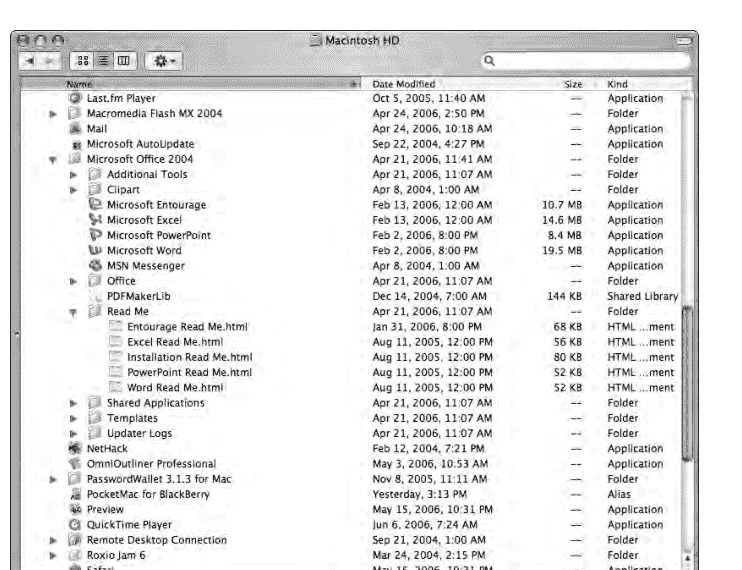 Macintosh HD
Name Date Modified Size Kind
Last.fm Player Oct 5, 2005, 11:40 AM -- Application
Macromedia Flash MX 2004 Apr 24, 2006, 2:50 PM -- Folder
Mail Apr 24, 2006, 10:18 AM -- Application
Microsoft AutoUpdate Sep 22, 2004, 4:27 PM -- Application
Microsoft Office 2004 Apr 21, 2006, 11:41 AM -- Folder
Additional Tools Apr 21, 2006, 11:07 AM -- Folder
Clipart Apr 8, 2004, 1:00 AM -- Folder
Microsoft Entourage Feb 13, 2006, 12:00 AM 10.7 MB Application
Microsoft Excel Feb 13, 2006, 12:00 AM 14.6 MB Application
Microsoft PowerPoint Feb 2, 2006, 8:00 PM 8.4 MB Application
Microsoft Word Feb 2, 2006, 8:00 PM 19.5 MB Application
MSN Messenger Apr 8, 2004, 1:00 AM -- Application
Office Apr 21, 2006, 11:07 AM -- Folder
PDFMakerLib Dec 14, 2004, 7:00 AM 144 KB Shared Library
Read Me Apr 21, 2006, 11:07 AM -- Folder
Entourage Read Me.html Jan 31, 2006, 8:00 PM 68 KB HTML ...ment
Excel Read Me.html Aug 11, 2005, 12:00 PM 56 KB HTML ...ment
Installation Read Me.html Aug 11, 2005, 12:00 PM 80 KB HTML ...ment
PowerPoint Read Me.html Aug 11, 2005, 12:00 PM 52 KB HTML ...ment
Word Read Me.html Aug 11, 2005, 12:00 PM 52 KB HTML ...ment
Shared Applications Apr 21, 2006, 11:07 AM -- Folder
Templates Apr 21, 2006, 11:07 AM -- Folder
Updater Logs Apr 21, 2006, 11:07 AM -- Folder
NetHack Feb 12, 2004, 7:21 PM -- Application
OmniOutliner Professional May 3, 2006, 10:53 AM -- Application
PasswordWallet 3.1.3 for Mac Nov 8, 2005, 11:11 AM -- Folder
PocketMac for BlackBerry Yesterday, 3:13 PM -- Alias
Preview May 15, 2006, 10:31 PM -- Application
QuickTime Player Jun 6, 2006, 7:24 AM -- Application
Remote Desktop Connection Sep 21, 2004, 1:00 AM -- Folder
Roxio Jam 6 Mar 24, 2004, 2:15 PM -- Folder
Safari May 15, 2006, 10:31 PM -- Application